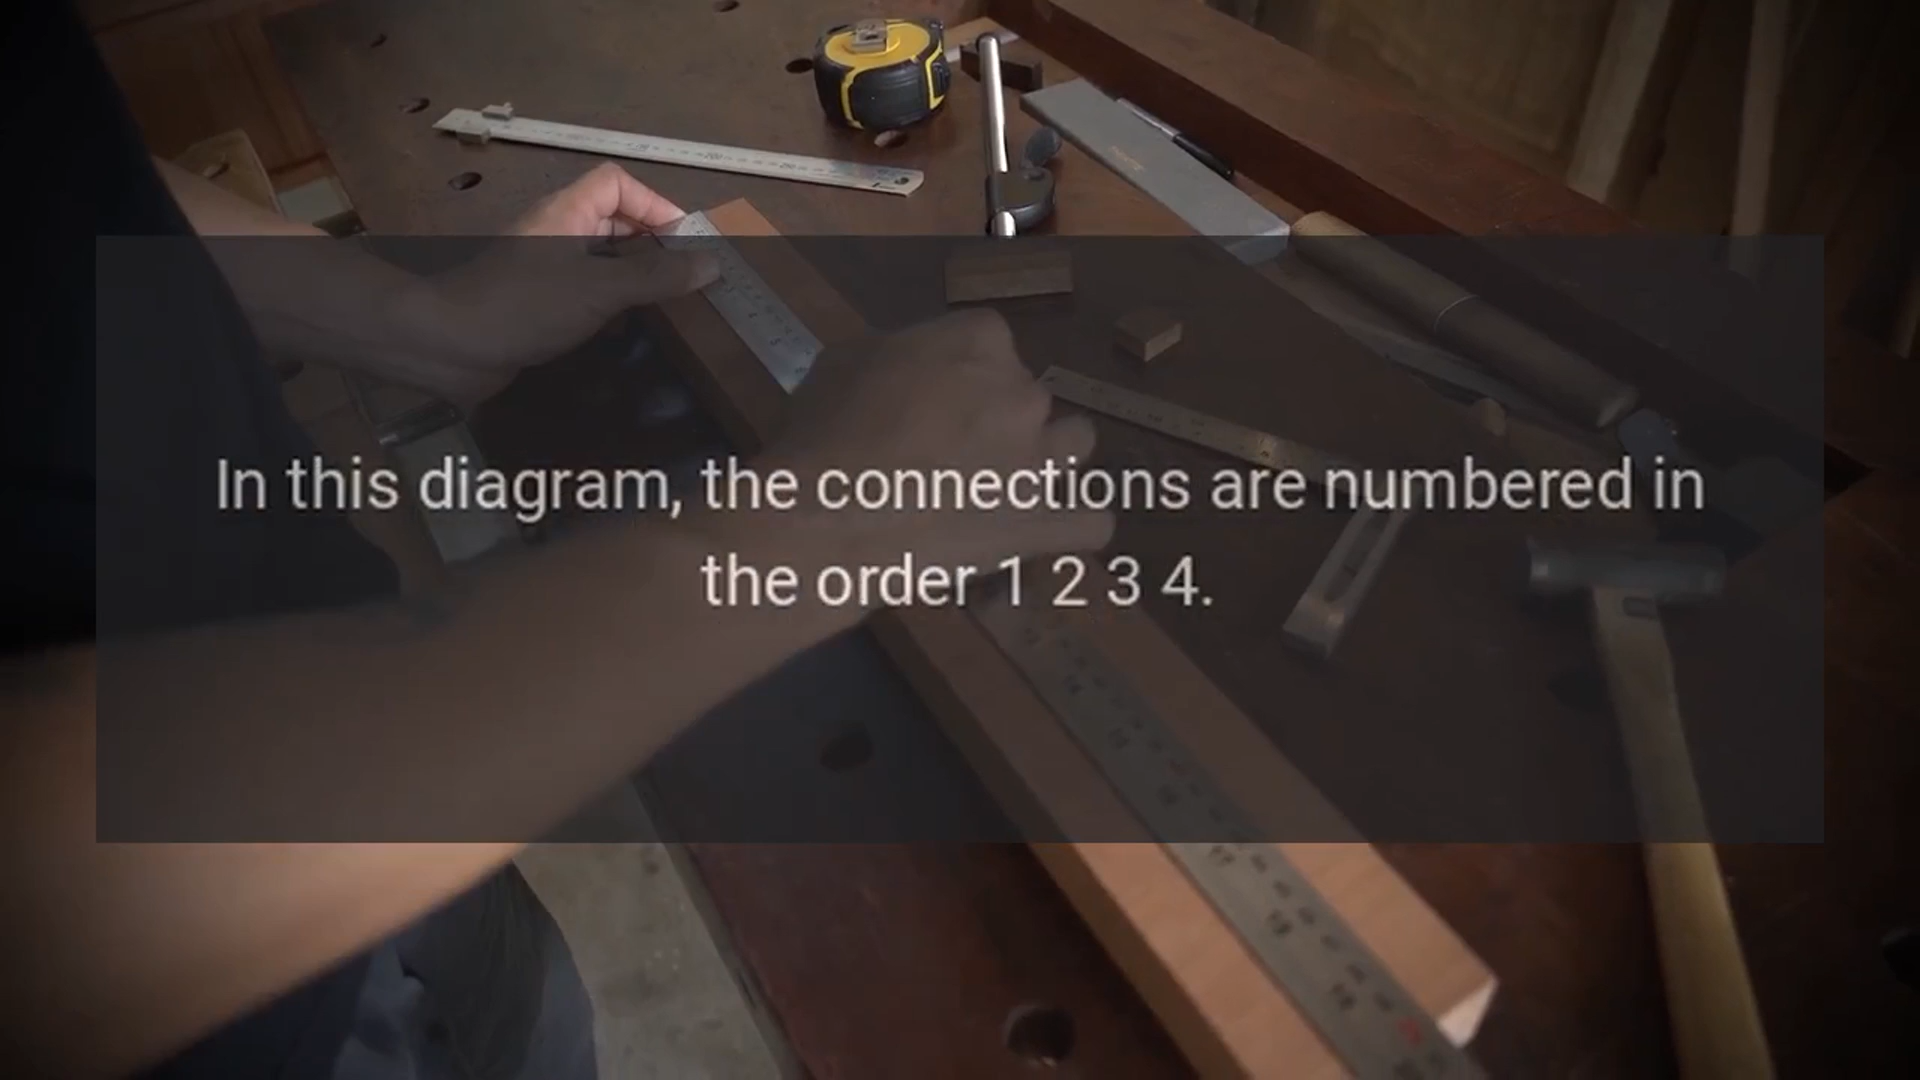 In this diagram, the connections are numbered in
the order 1 2 3 4.